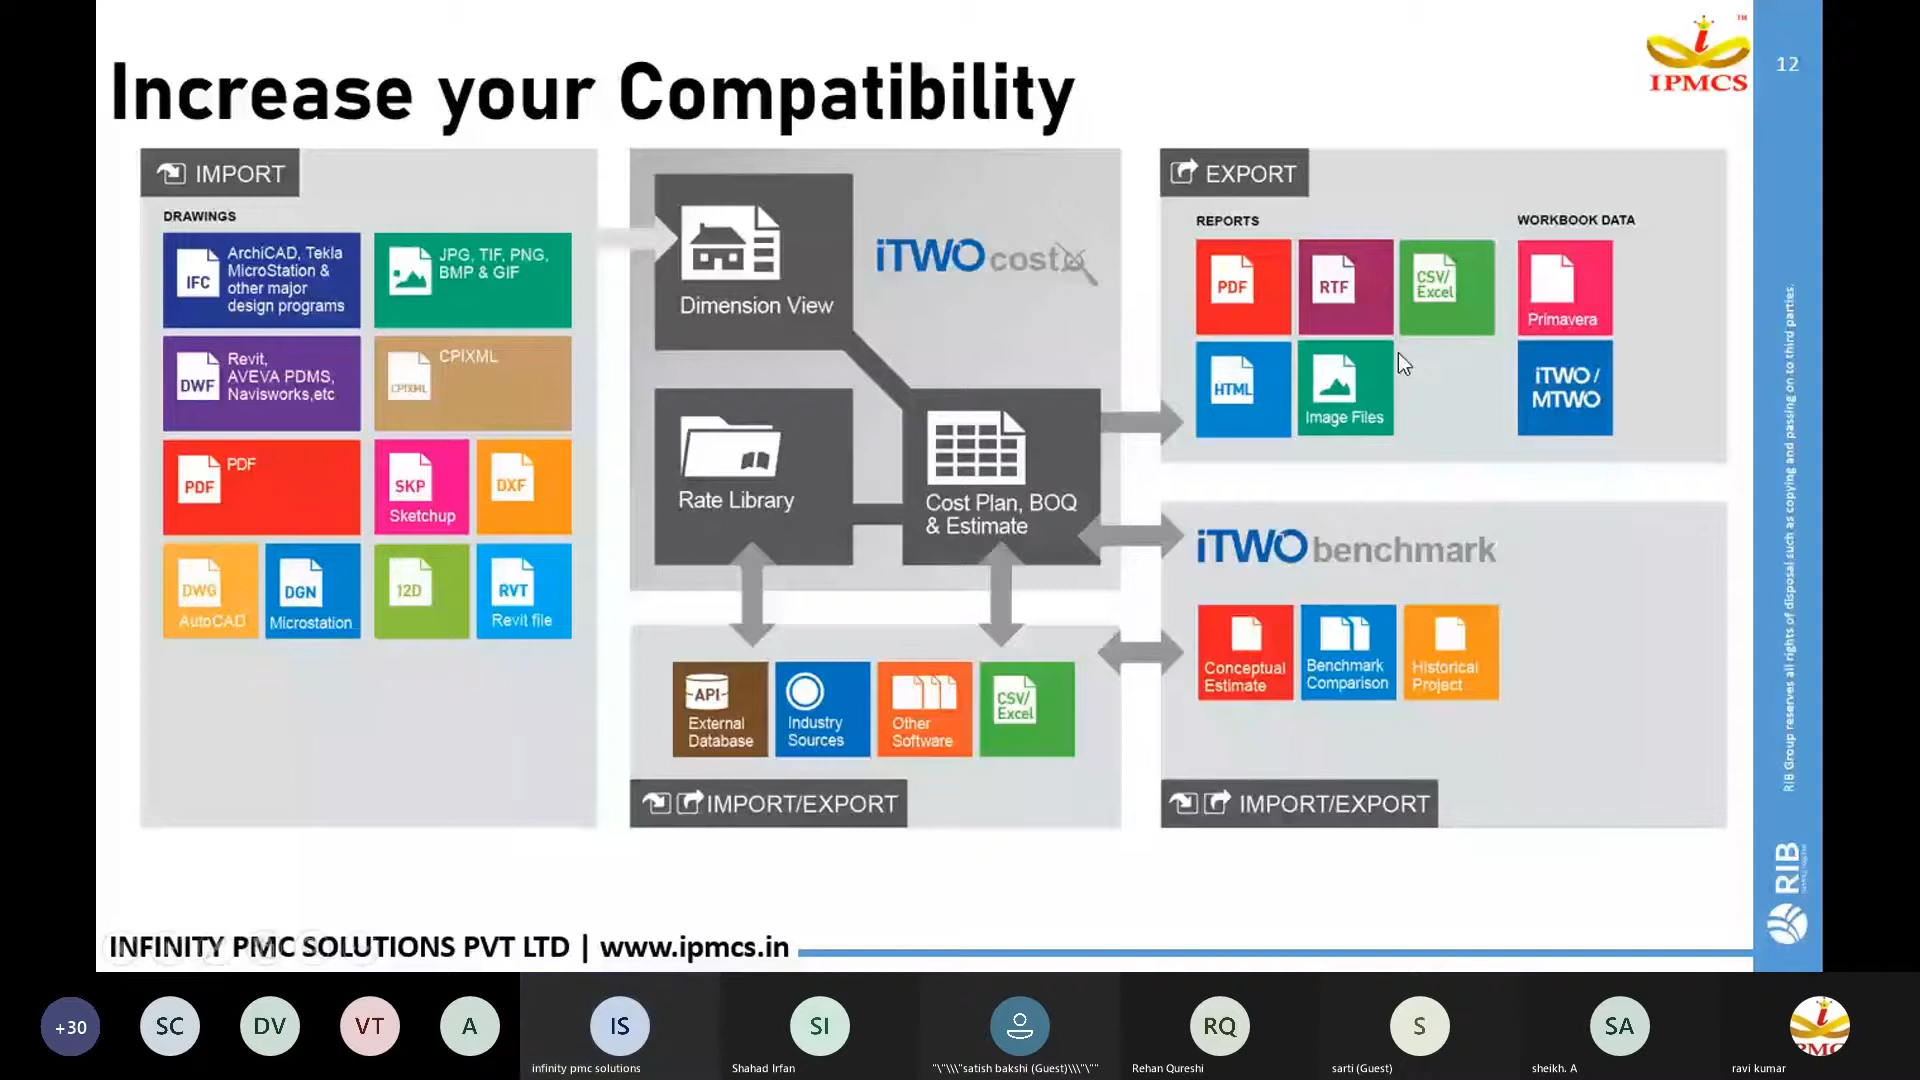 Increase your Compatibility
TM
IPMCS
12
IMPORT
DRAWINGS
IFC
ArchiCAD, Tekla
MicroStation &
other major
design programs
JPG, TIF, PNG,
BMP & GIF
DWF
Revit,
AVEVA PDMS,
Navisworks,etc
CPIXML
CPIXML
PDF
PDF
SKP
Sketchup
DXF
DWG
AutoCAD
DGN
Microstation
12D
RVT
Revit file
Dimension View
iTWO costx
Rate Library
Cost Plan, BOQ
& Estimate
API
External
Database
Industry
Sources
Other
Software
CSV/
Excel
IMPORT/EXPORT
EXPORT
REPORTS
WORKBOOK DATA
PDF
RTF
CSV/
Excel
Primavera
HTML
Image Files
iTWO /
MTWO
iTWO benchmark
Conceptual
Estimate
Benchmark
Comparison
Historical
Project
IMPORT/EXPORT
RIB Group reserves all rights of disposal such as copying and passing on to third parties.
RIB
INFINITY PMC SOLUTIONS PVT LTD | www.ipmcs.in
+30
SC
DV
VT
A
IS
infinity pmc solutions
SI
Shahad Irfan
"\"\\\"satish bakshi (Guest)\\\"\""
RQ
Rehan Qureshi
S
sarti (Guest)
SA
sheikh. A
ravi kumar